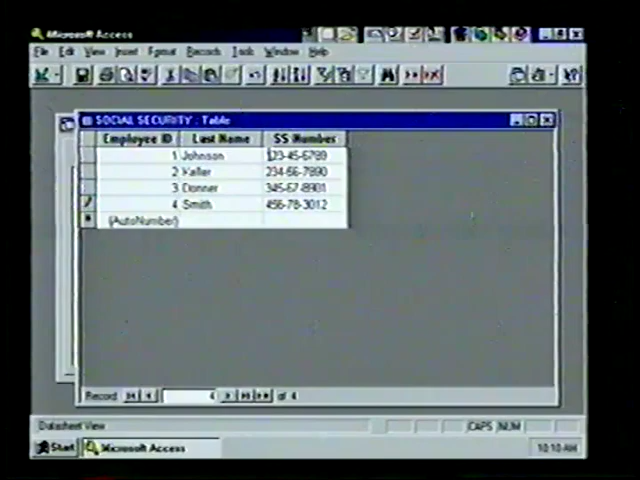 Microsoft Access
File Edit View Insert Format Records Tools Window Help
SOCIAL SECURITY : Table
Employee ID Last Name SS Number
1 Johnson 123-45-6789
2 Keller 234-56-7890
3 Donner 345-67-8901
4 Smith 456-78-3012
(AutoNumber)
Record: 4 of 4
Datasheet View CAPS NUM
Start Microsoft Access 10:10 AM